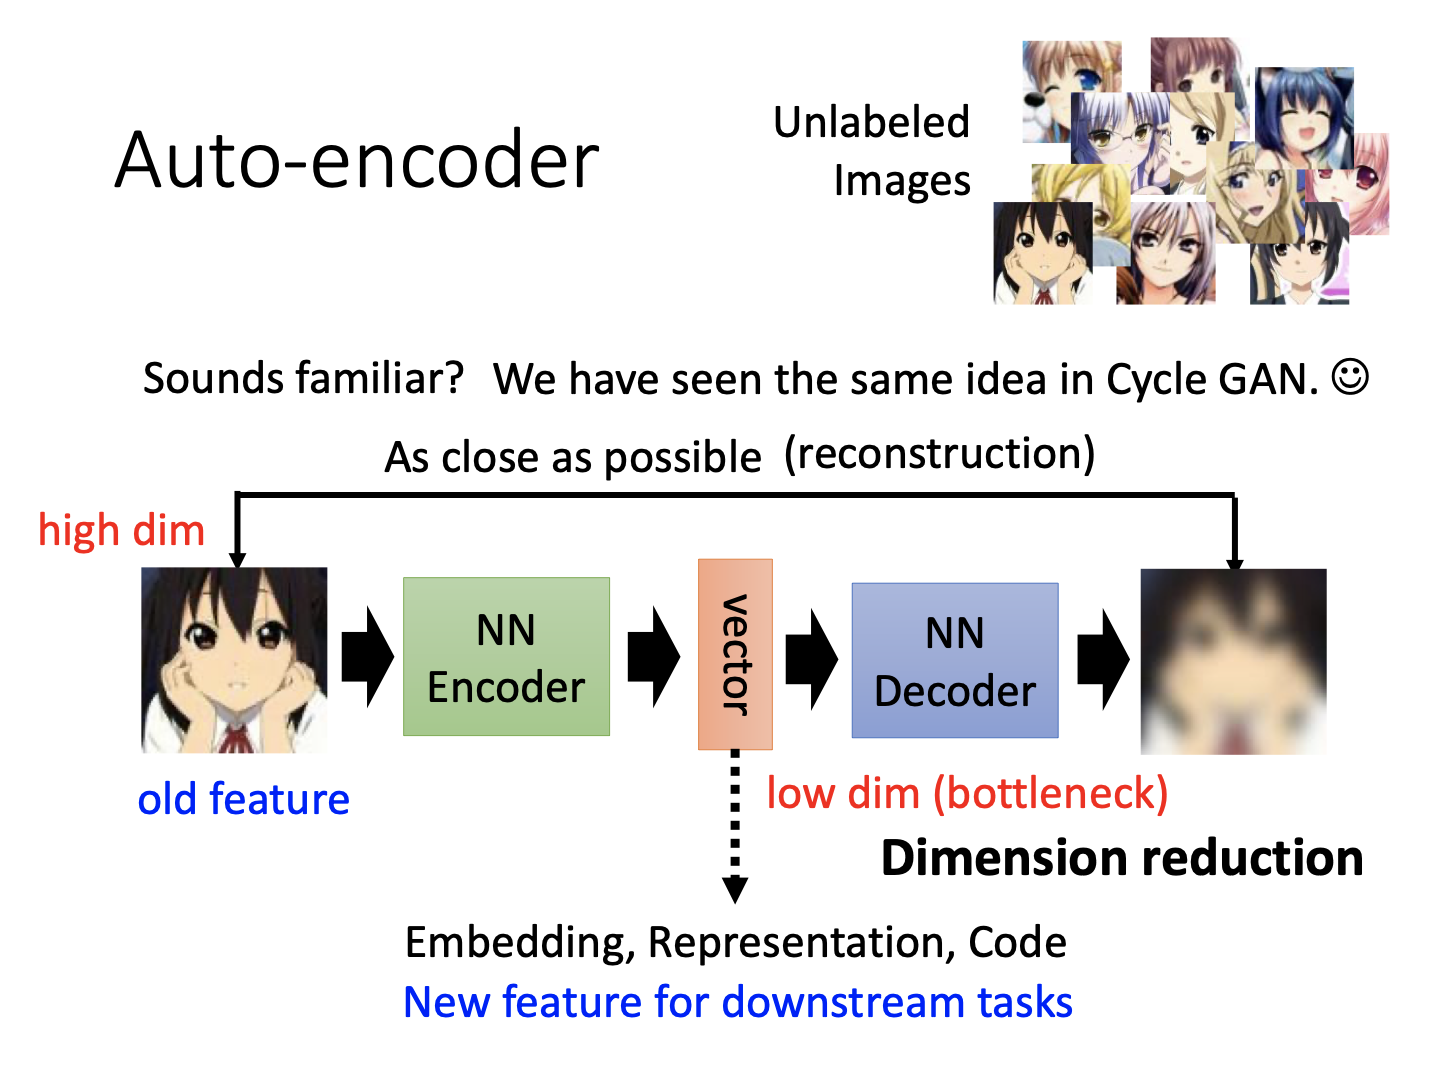 Auto-encoder
Unlabeled
Images
Sounds familiar? We have seen the same idea in Cycle GAN. ☺
As close as possible (reconstruction)
high dim
NN
Encoder
vector
NN
Decoder
old feature
low dim (bottleneck)
Dimension reduction
Embedding, Representation, Code
New feature for downstream tasks